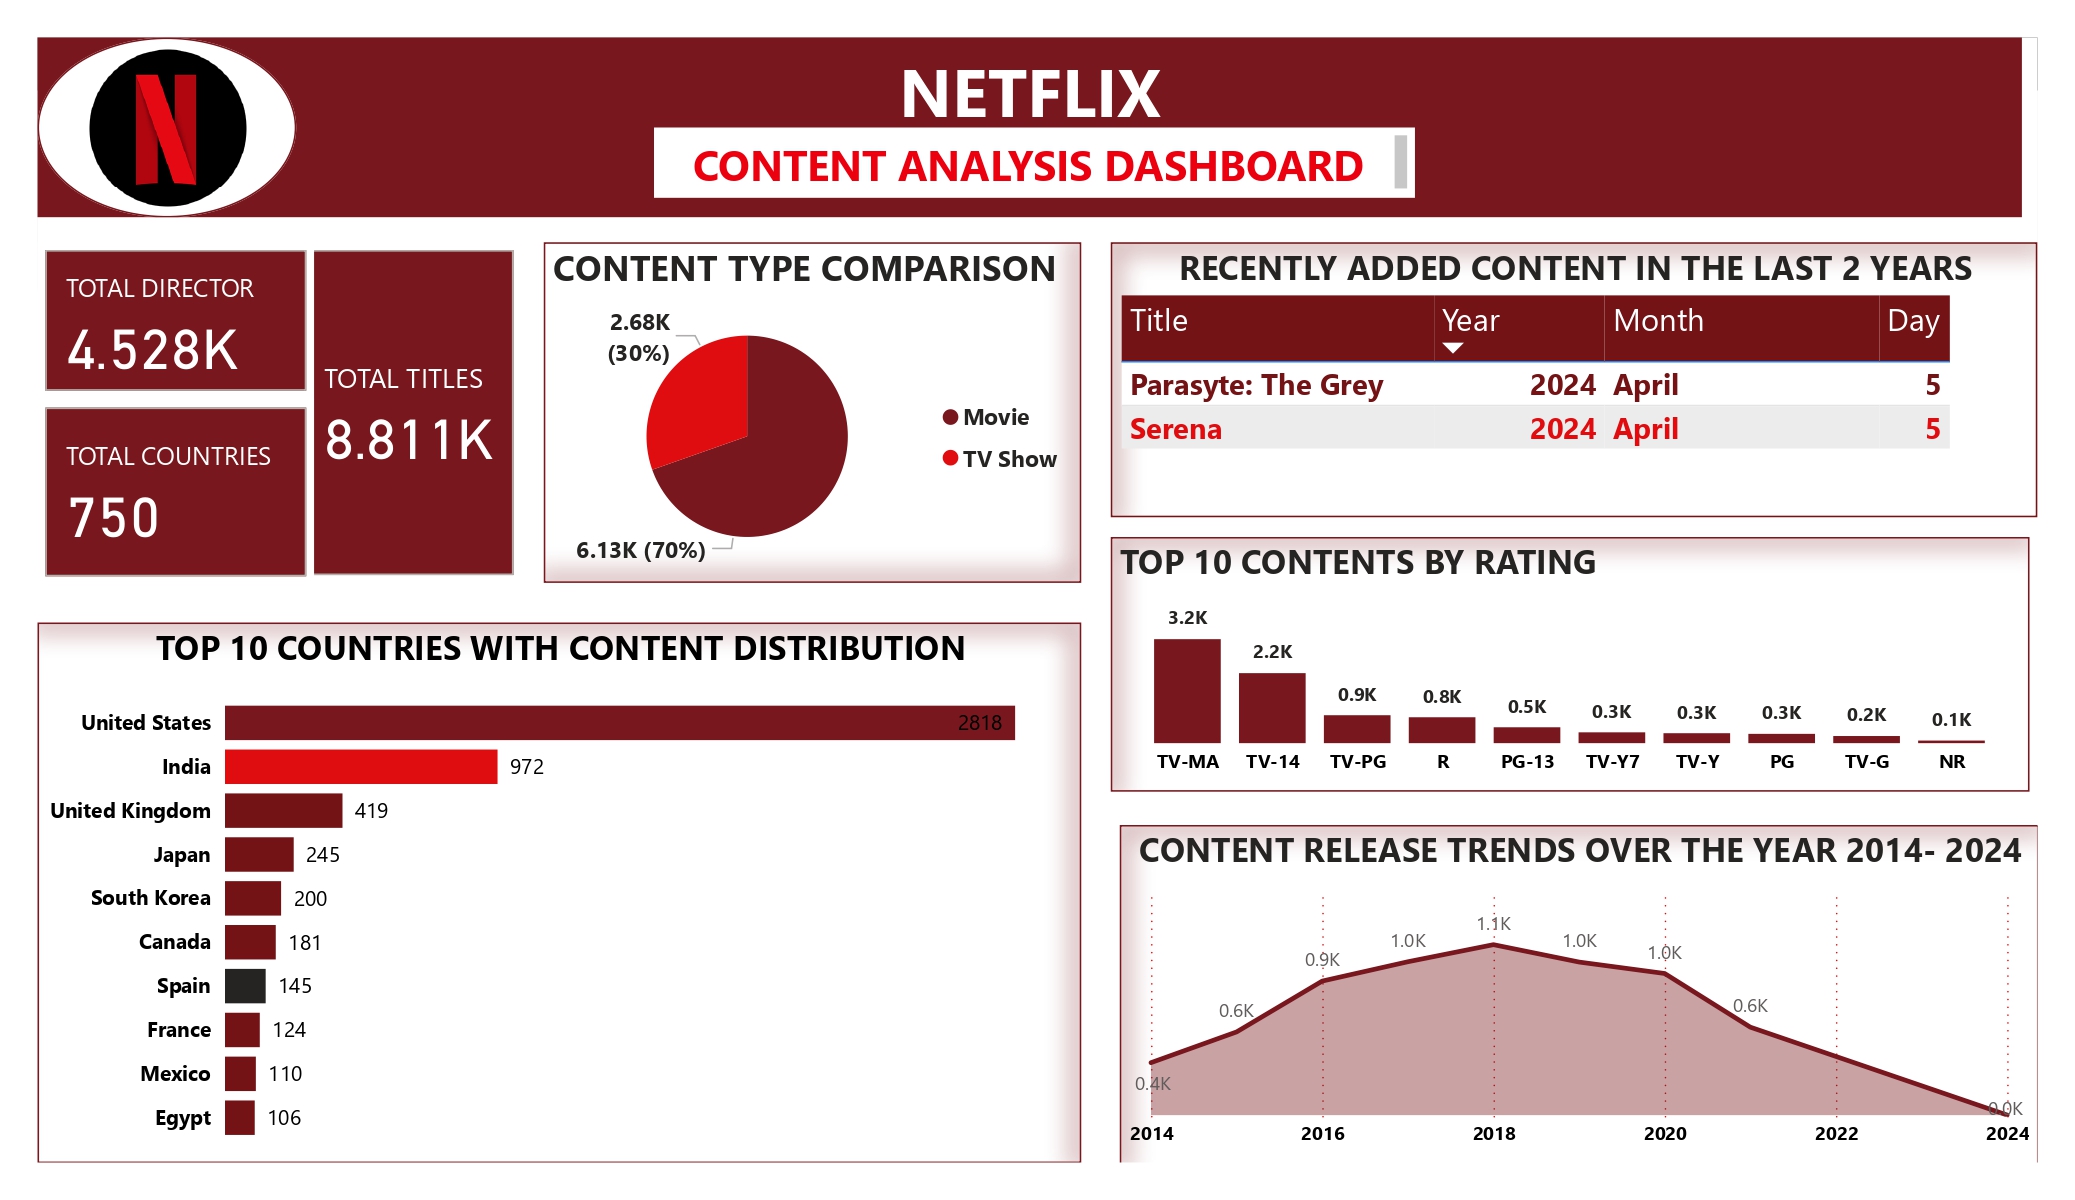 N
NETFLIX
CONTENT ANALYSIS DASHBOARD
TOTAL DIRECTOR
4.528K
TOTAL COUNTRIES
750
TOTAL TITLES
8.811K
CONTENT TYPE COMPARISON
2.68K
(30%)
6.13K (70%)
Movie
TV Show
RECENTLY ADDED CONTENT IN THE LAST 2 YEARS
Title Year Month Day
Parasyte: The Grey 2024 April 5
Serena 2024 April 5
TOP 10 CONTENTS BY RATING
3.2K 2.2K 0.9K 0.8K 0.5K 0.3K 0.3K 0.3K 0.2K 0.1K
TV-MA TV-14 TV-PG R PG-13 TV-Y7 TV-Y PG TV-G NR
TOP 10 COUNTRIES WITH CONTENT DISTRIBUTION
United States 2818
India 972
United Kingdom 419
Japan 245
South Korea 200
Canada 181
Spain 145
France 124
Mexico 110
Egypt 106
CONTENT RELEASE TRENDS OVER THE YEAR 2014- 2024
0.4K 0.6K 0.9K 1.0K 1.1K 1.0K 1.0K 0.6K 0.0K
2014 2016 2018 2020 2022 2024